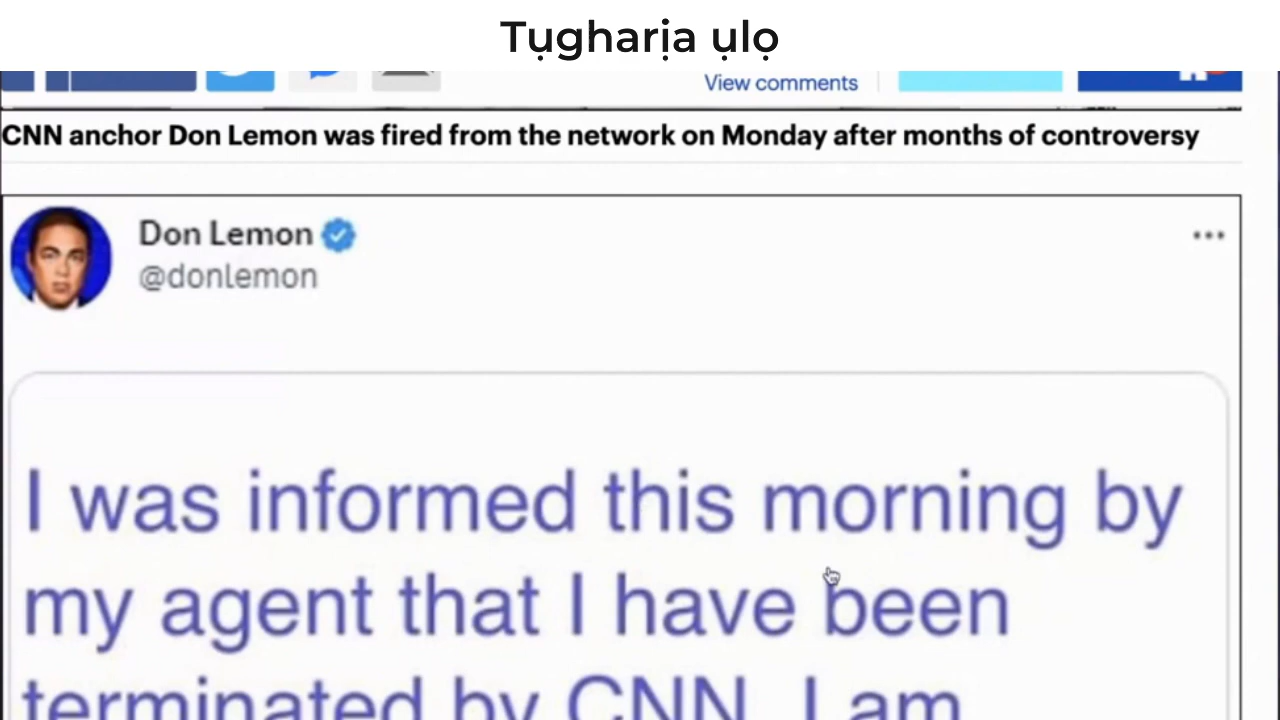 Tụgharịa ụlọ
View comments
CNN anchor Don Lemon was fired from the network on Monday after months of controversy
Don Lemon
@donlemon
I was informed this morning by
my agent that I have been
terminated by CNN. I am